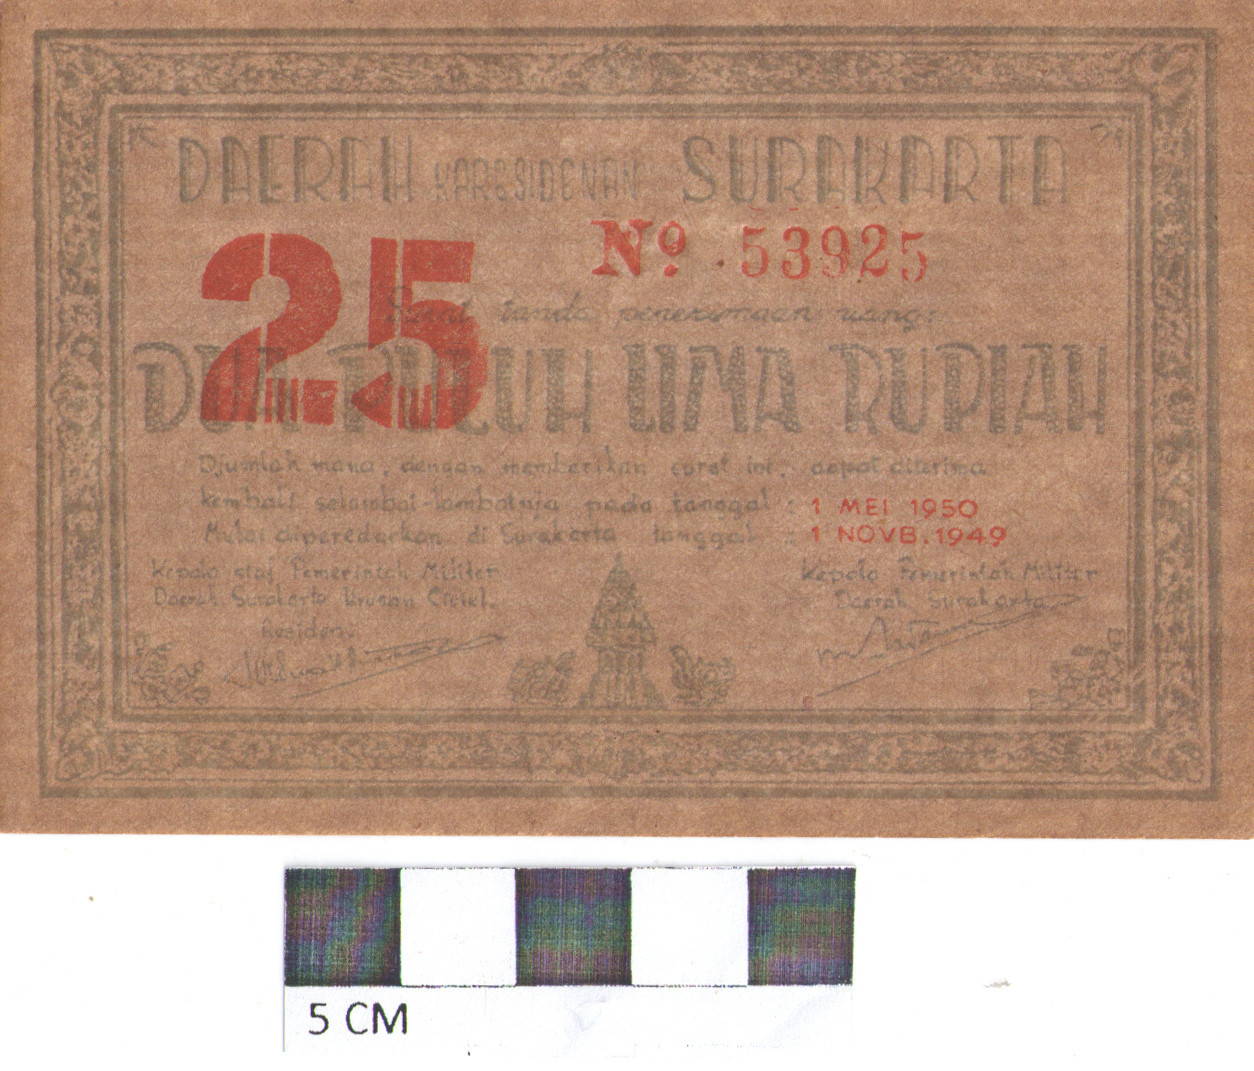 DAERAH KARESIDENAN SURAKARTA
25
No. 53925
Surat tanda penerimaan uang:
DUA PULUH LIMA RUPIAH
Djumlah mana, dengan memberikan surat ini, dapat diterima
kembali selambat-lambatnja pada tanggal : 1 MEI 1950
Mulai diperedarkan di Surakarta tanggal : 1 NOVB. 1949
Kepala staf Pemerintah Militer
Daerah Surakarta Urusan Civiel.
Residen.
Kepala Pemerintah Militer
Daerah Surakarta
5 CM